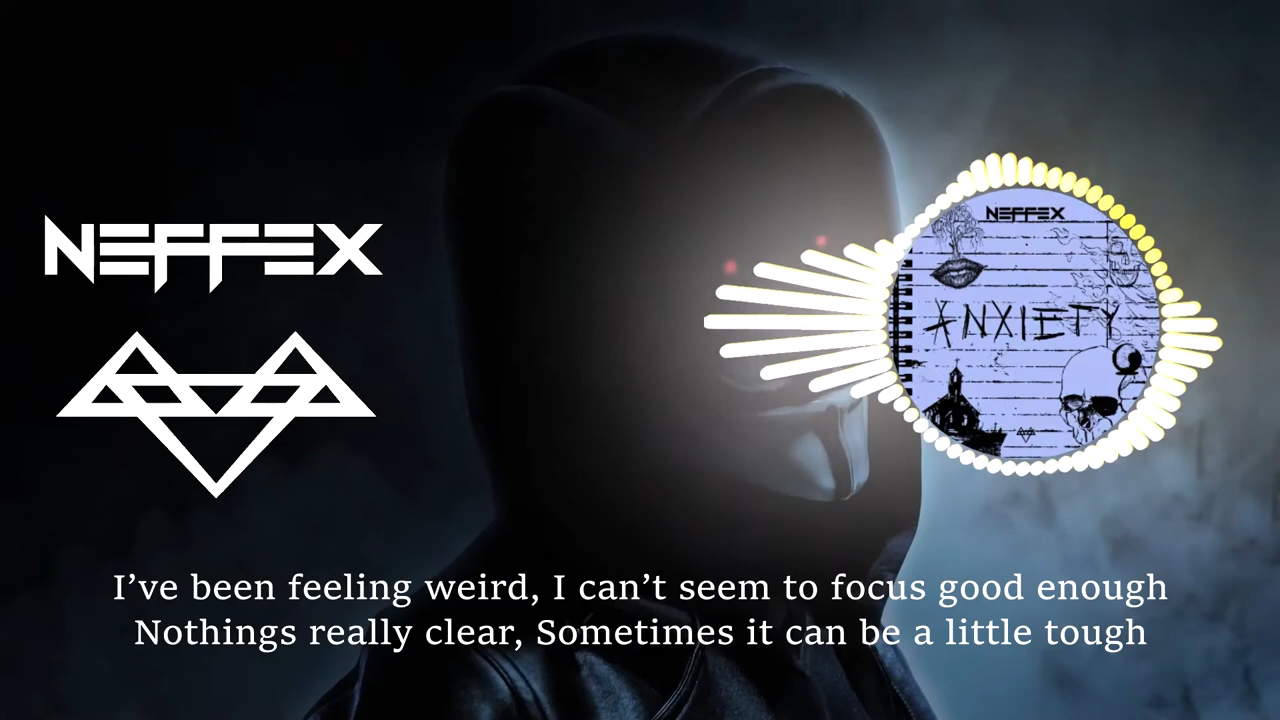 NEFFEX
NEFFEX
ANXIETY
I’ve been feeling weird, I can’t seem to focus good enough
Nothings really clear, Sometimes it can be a little tough